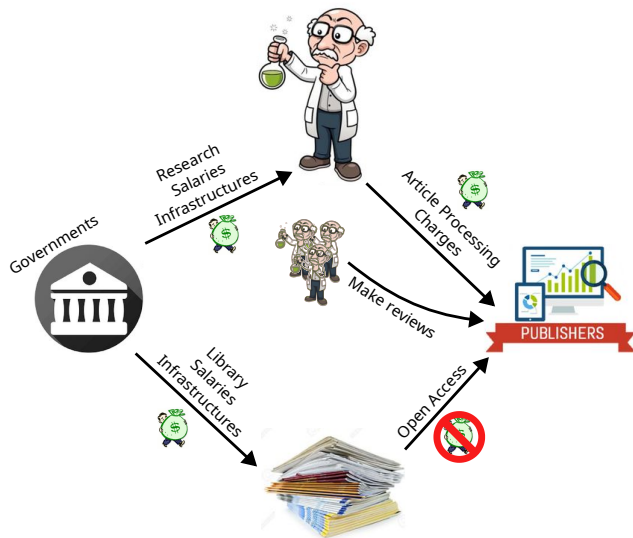 Research
Salaries
Infrastructures
Article Processing
Charges
Governments
Make reviews
PUBLISHERS
Library
Salaries
Infrastructures
Open Access